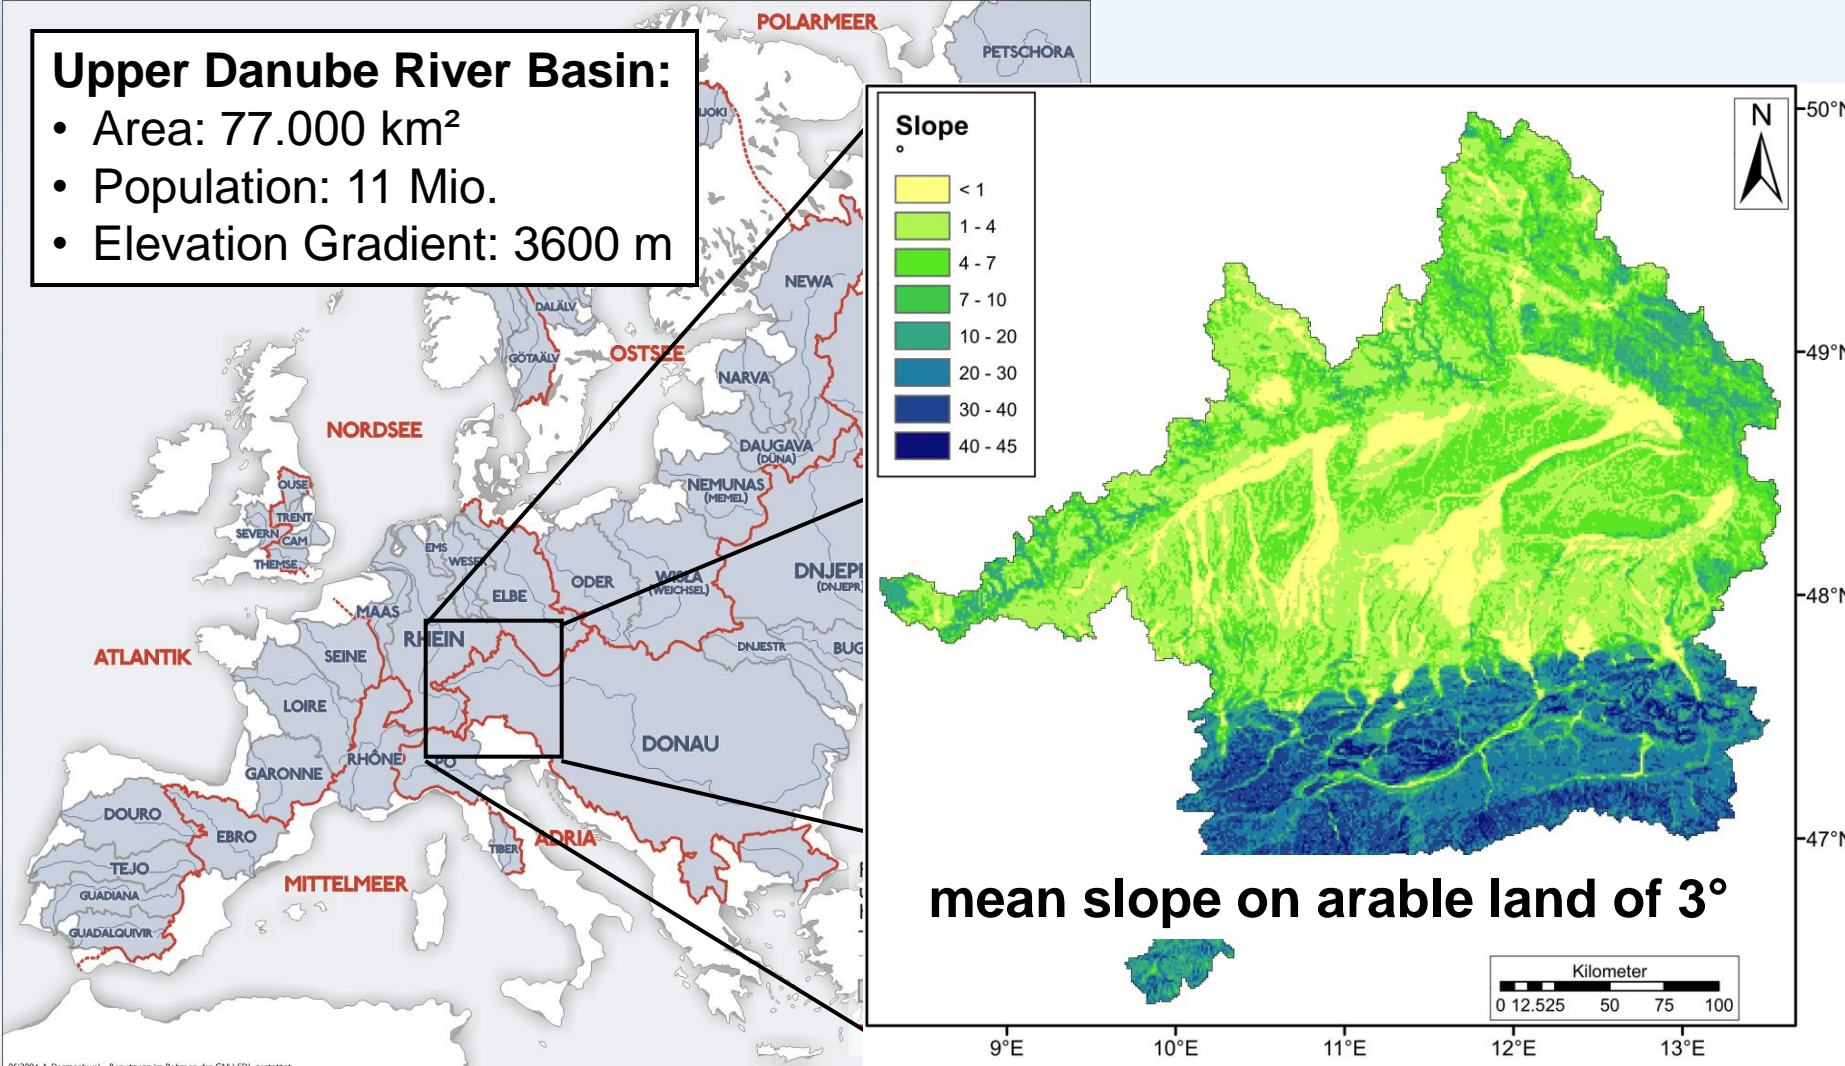 Upper Danube River Basin:
• Area: 77.000 km²
• Population: 11 Mio.
• Elevation Gradient: 3600 m
POLARMEER
PETSCHORA
NEWA
DALÄLV
GÖTAÄLV
OSTSEE
NARVA
NORDSEE
DAUGAVA
(DÜNA)
NEMUNAS
(MEMEL)
OUSE
TRENT
SEVERN
CAM
THEMSE
EMS
WESER
ELBE
ODER
WISLA
(WEICHSEL)
DNJEPR
(DNJEPR)
MAAS
RHEIN
SEINE
ATLANTIK
DNJESTR
BUG
LOIRE
DONAU
GARONNE
RHÔNE
PO
DOURO
EBRO
ADRIA
TIBER
TEJO
MITTELMEER
GUADIANA
GUADALQUIVIR
Slope
°
< 1
1 - 4
4 - 7
7 - 10
10 - 20
20 - 30
30 - 40
40 - 45
N
50°N
49°N
48°N
47°N
mean slope on arable land of 3°
Kilometer
0 12.525 50 75 100
9°E 10°E 11°E 12°E 13°E